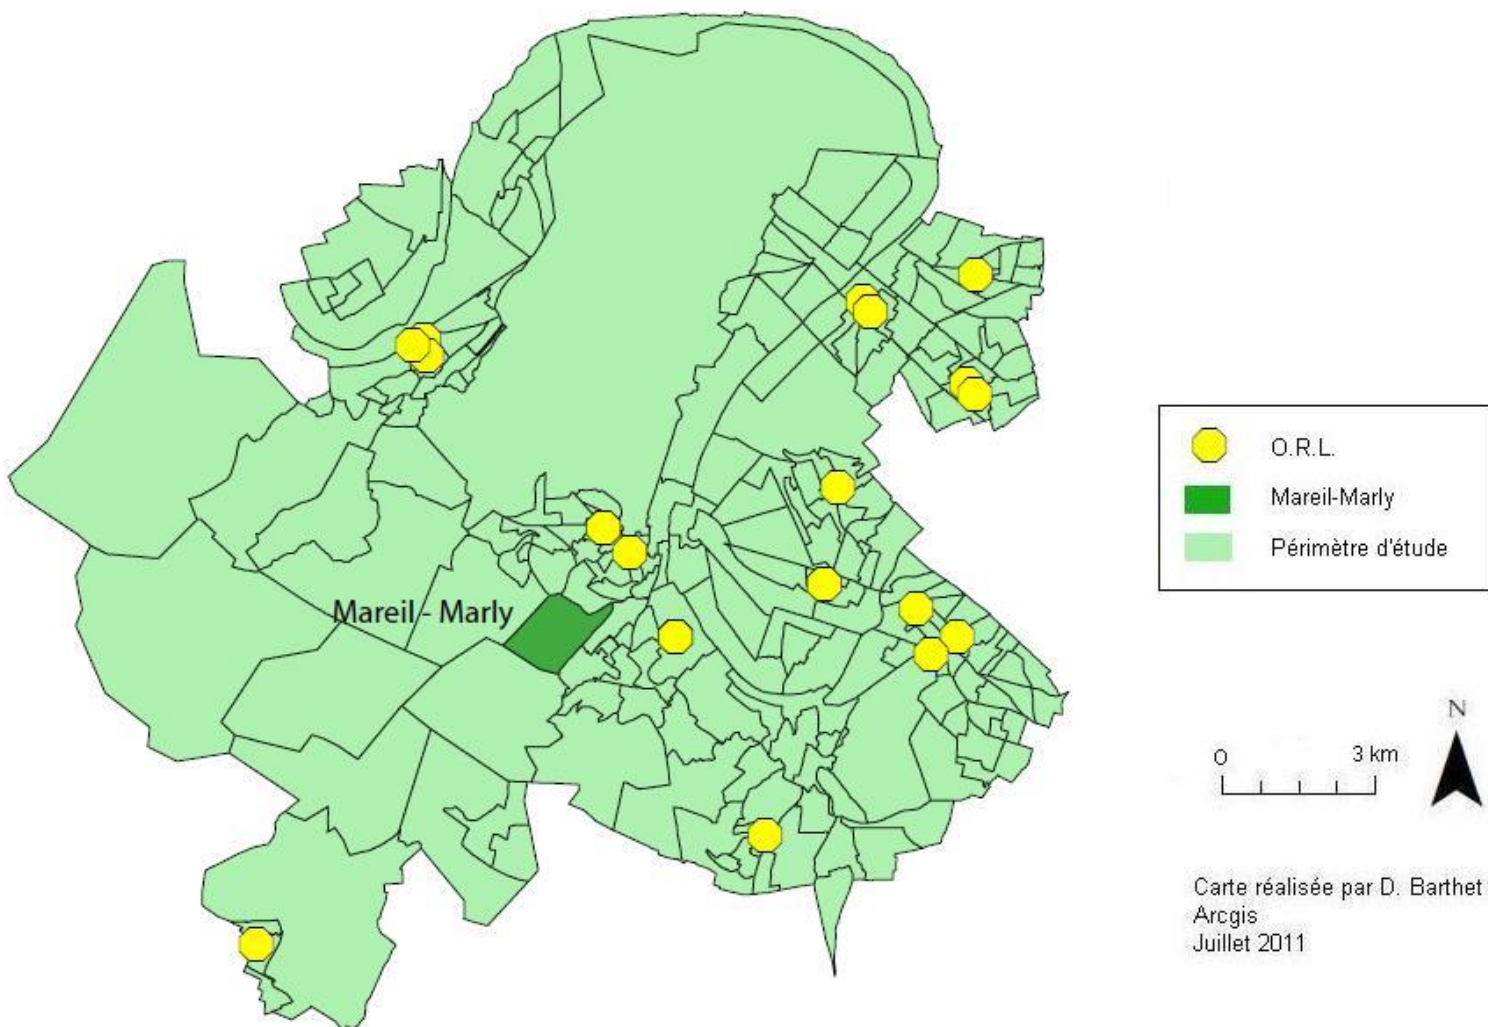 Mareil - Marly
O.R.L.
Mareil-Marly
Périmètre d'étude
N
0 3 km
Carte réalisée par D. Barthet
Arcgis
Juillet 2011